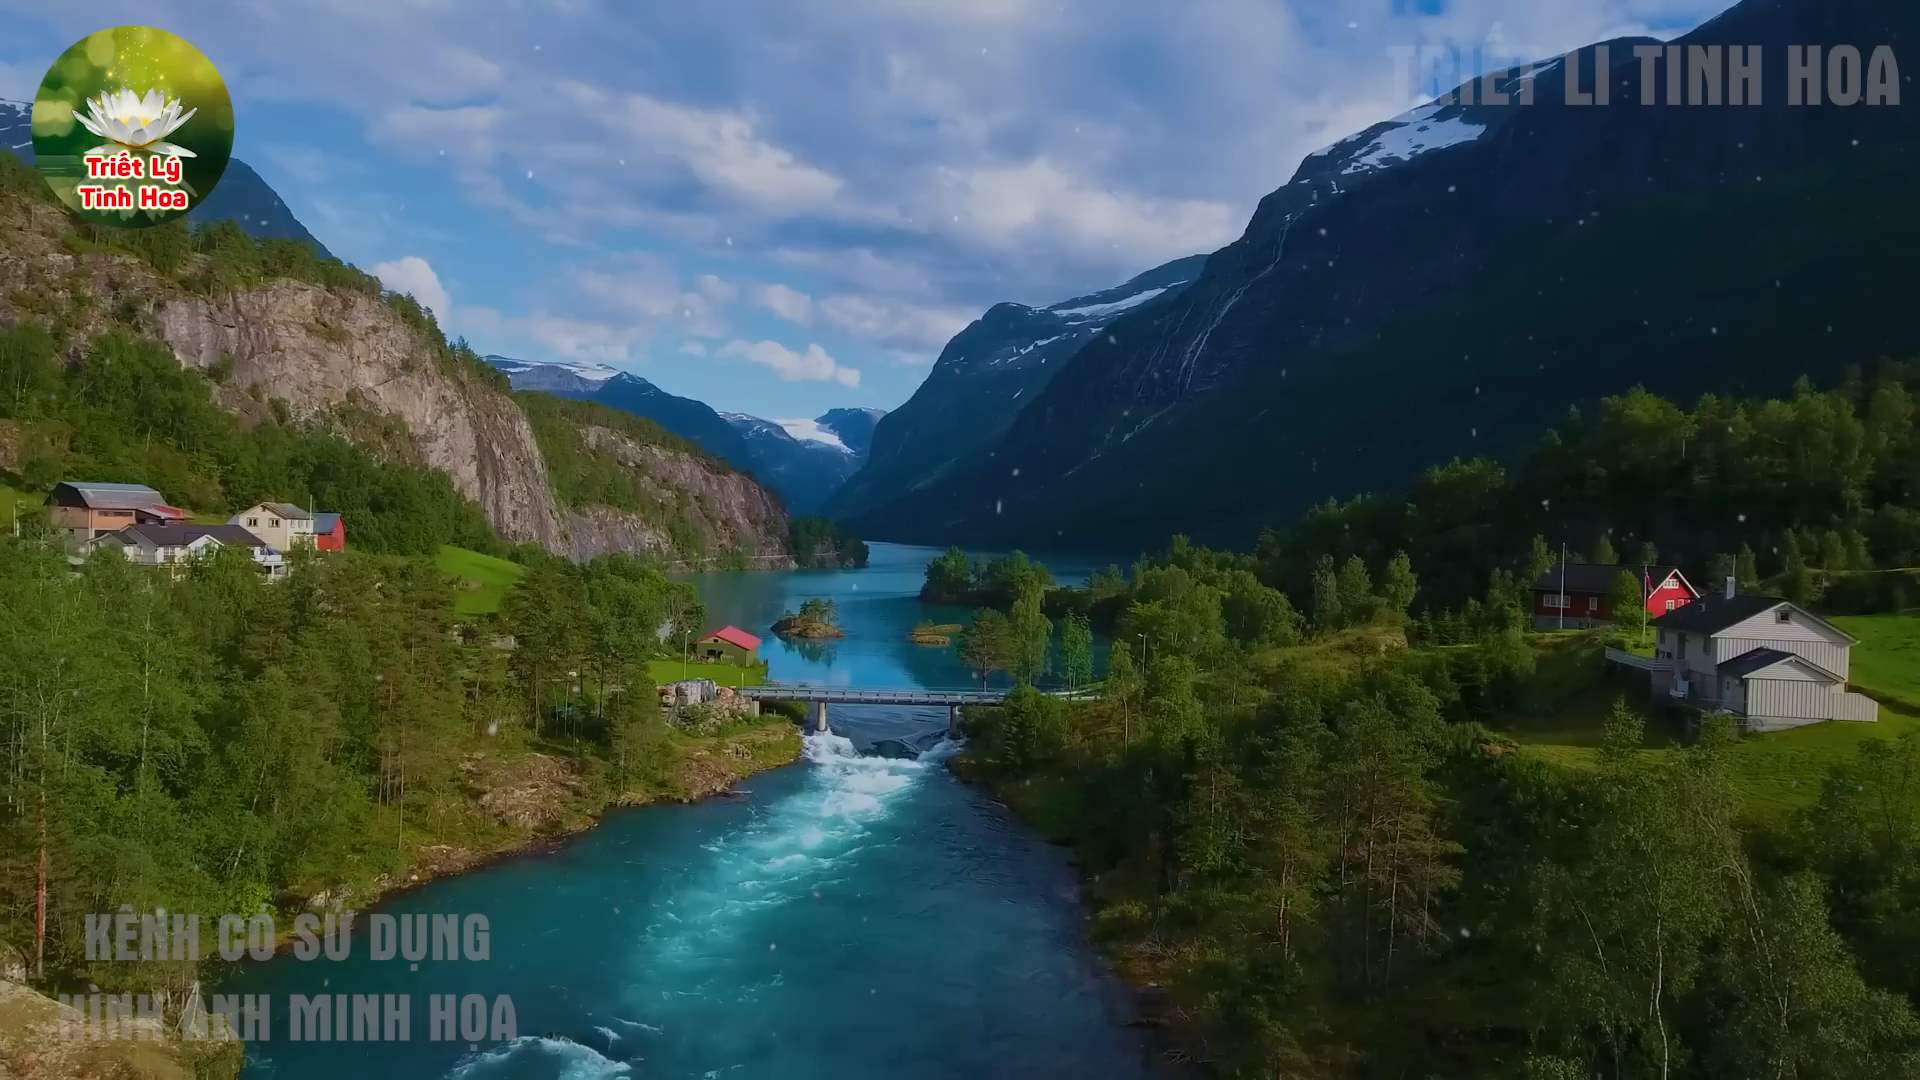 Triết Lý
Tinh Hoa
TRIẾT LÍ TINH HOA
KÊNH CÓ SỬ DỤNG
HÌNH ẢNH MINH HỌA